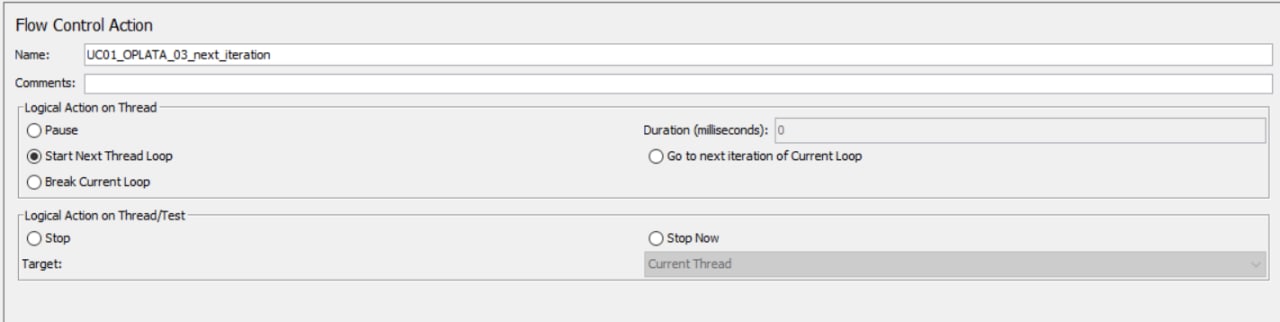 Flow Control Action
Name: UC01_OPLATA_03_next_iteration
Comments:
Logical Action on Thread
Pause Duration (milliseconds): 0
Start Next Thread Loop Go to next iteration of Current Loop
Break Current Loop
Logical Action on Thread/Test
Stop Stop Now
Target: Current Thread